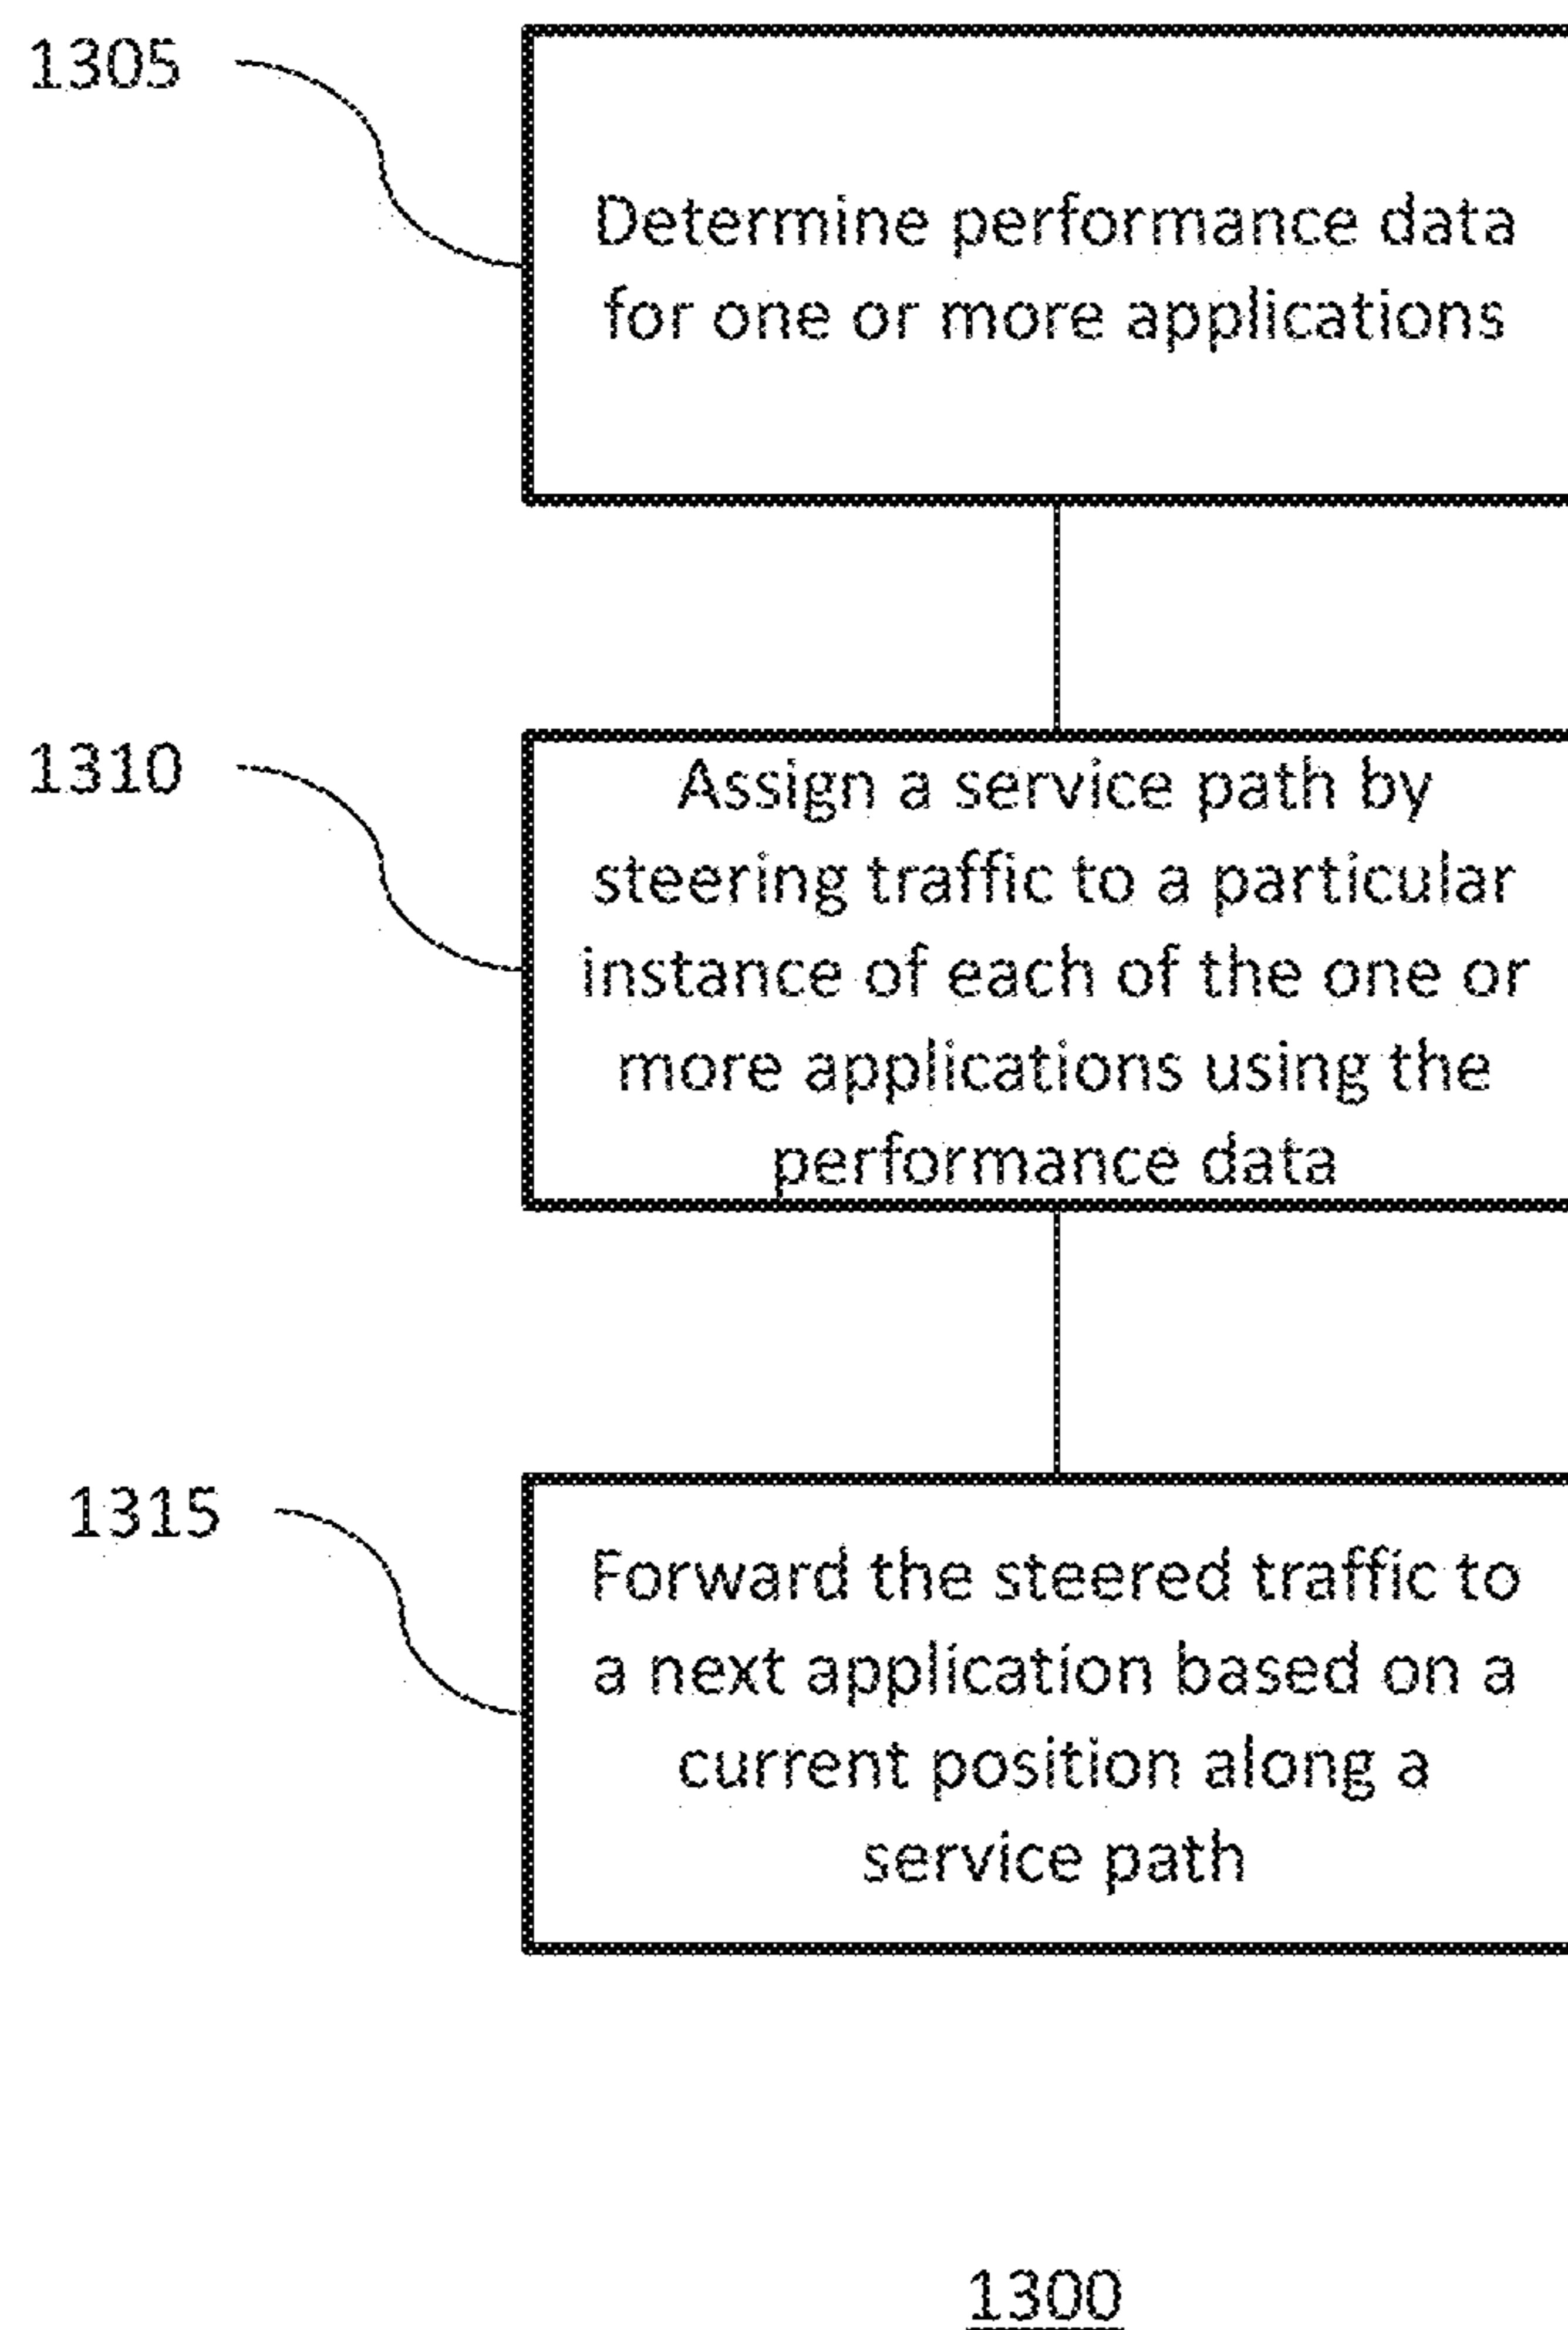 1305
Determine performance data
for one or more applications
1310
Assign a service path by
steering traffic to a particular
instance of each of the one or
more applications using the
performance data
1315
Forward the steered traffic to
a next application based on a
current position along a
service path
1300